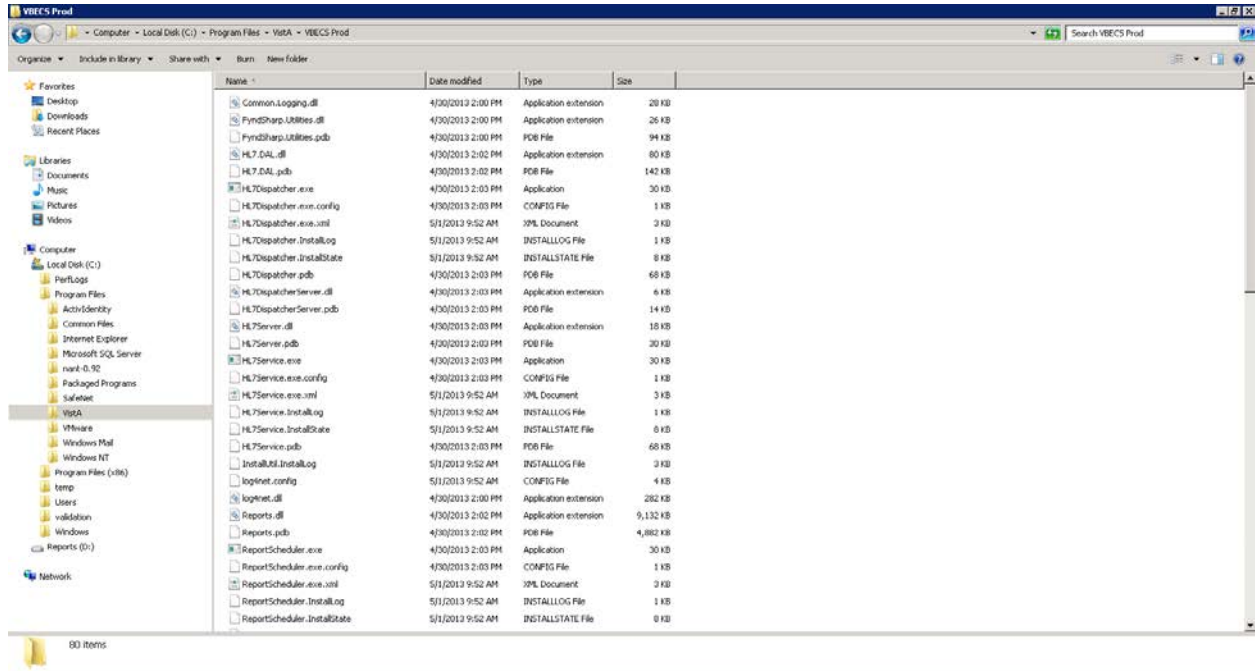 VBECS Prod
Computer Local Disk (C:) Program Files VistA VBECS Prod Search VBECS Prod
Organize Include in library Share with Burn New folder
Name Date modified Type Size
Favorites
Desktop
Downloads
Recent Places
Libraries
Documents
Music
Pictures
Videos
Computer
Local Disk (C:)
PerfLogs
Program Files
ActivIdentity
Common Files
Internet Explorer
Microsoft SQL Server
nant-0.92
Packaged Programs
SafeNet
VistA
VMware
Windows Mail
Windows NT
Program Files (x86)
temp
Users
validation
Windows
Reports (D:)
Network
Common.Logging.dll 4/30/2013 2:00 PM Application extension 28 KB
FyndSharp.Utilities.dll 4/30/2013 2:00 PM Application extension 26 KB
FyndSharp.Utilities.pdb 4/30/2013 2:00 PM PDB File 94 KB
HL7.DAL.dll 4/30/2013 2:02 PM Application extension 80 KB
HL7.DAL.pdb 4/30/2013 2:02 PM PDB File 142 KB
HL7Dispatcher.exe 4/30/2013 2:03 PM Application 30 KB
HL7Dispatcher.exe.config 4/30/2013 2:03 PM CONFIG File 1 KB
HL7Dispatcher.exe.xml 5/1/2013 9:52 AM XML Document 3 KB
HL7Dispatcher.InstallLog 5/1/2013 9:52 AM INSTALLLOG File 1 KB
HL7Dispatcher.InstallState 5/1/2013 9:52 AM INSTALLSTATE File 8 KB
HL7Dispatcher.pdb 4/30/2013 2:03 PM PDB File 68 KB
HL7DispatcherServer.dll 4/30/2013 2:03 PM Application extension 6 KB
HL7DispatcherServer.pdb 4/30/2013 2:03 PM PDB File 14 KB
HL7Server.dll 4/30/2013 2:03 PM Application extension 18 KB
HL7Server.pdb 4/30/2013 2:03 PM PDB File 30 KB
HL7Service.exe 4/30/2013 2:03 PM Application 30 KB
HL7Service.exe.config 4/30/2013 2:03 PM CONFIG File 1 KB
HL7Service.exe.xml 5/1/2013 9:52 AM XML Document 3 KB
HL7Service.InstallLog 5/1/2013 9:52 AM INSTALLLOG File 1 KB
HL7Service.InstallState 5/1/2013 9:52 AM INSTALLSTATE File 8 KB
HL7Service.pdb 4/30/2013 2:03 PM PDB File 68 KB
InstallUtil.InstallLog 5/1/2013 9:52 AM INSTALLLOG File 3 KB
log4net.config 5/1/2013 9:52 AM CONFIG File 4 KB
log4net.dll 4/30/2013 2:00 PM Application extension 282 KB
Reports.dll 4/30/2013 2:02 PM Application extension 9,132 KB
Reports.pdb 4/30/2013 2:02 PM PDB File 4,882 KB
ReportScheduler.exe 4/30/2013 2:03 PM Application 30 KB
ReportScheduler.exe.config 4/30/2013 2:03 PM CONFIG File 1 KB
ReportScheduler.exe.xml 5/1/2013 9:52 AM XML Document 3 KB
ReportScheduler.InstallLog 5/1/2013 9:52 AM INSTALLLOG File 1 KB
ReportScheduler.InstallState 5/1/2013 9:52 AM INSTALLSTATE File 8 KB
80 items